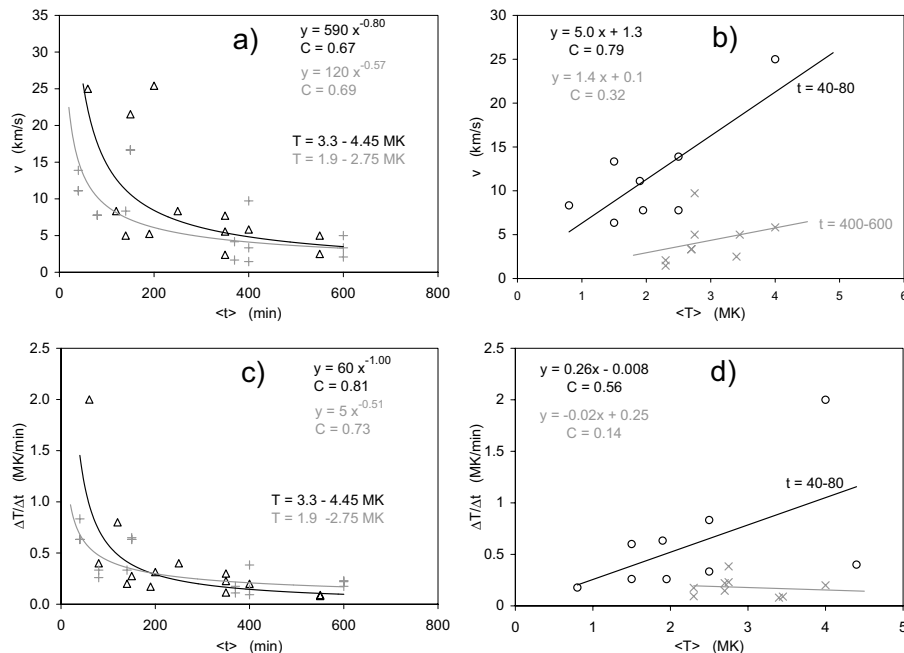 a)
y = 590 x^-0.80
C = 0.67
y = 120 x^-0.57
C = 0.69
T = 3.3 - 4.45 MK
T = 1.9 - 2.75 MK
v (km/s)
35
30
25
20
15
10
5
0
0 200 400 600 800
<t> (min)
b)
y = 5.0 x + 1.3
C = 0.79
y = 1.4 x + 0.1
C = 0.32
t = 40-80
t = 400-600
v (km/s)
30
25
20
15
10
5
0
0 1 2 3 4 5 6
<T> (MK)
c)
y = 60 x^-1.00
C = 0.81
y = 5 x^-0.51
C = 0.73
T = 3.3 - 4.45 MK
T = 1.9 -2.75 MK
ΔT/Δt (MK/min)
2.5
2.0
1.5
1.0
0.5
0.0
0 200 400 600 800
<t> (min)
d)
y = 0.26x - 0.008
C = 0.56
y = -0.02x + 0.25
C = 0.14
t = 40-80
ΔT/Δt (MK/min)
2.5
2
1.5
1
0.5
0
0 1 2 3 4 5
<T> (MK)